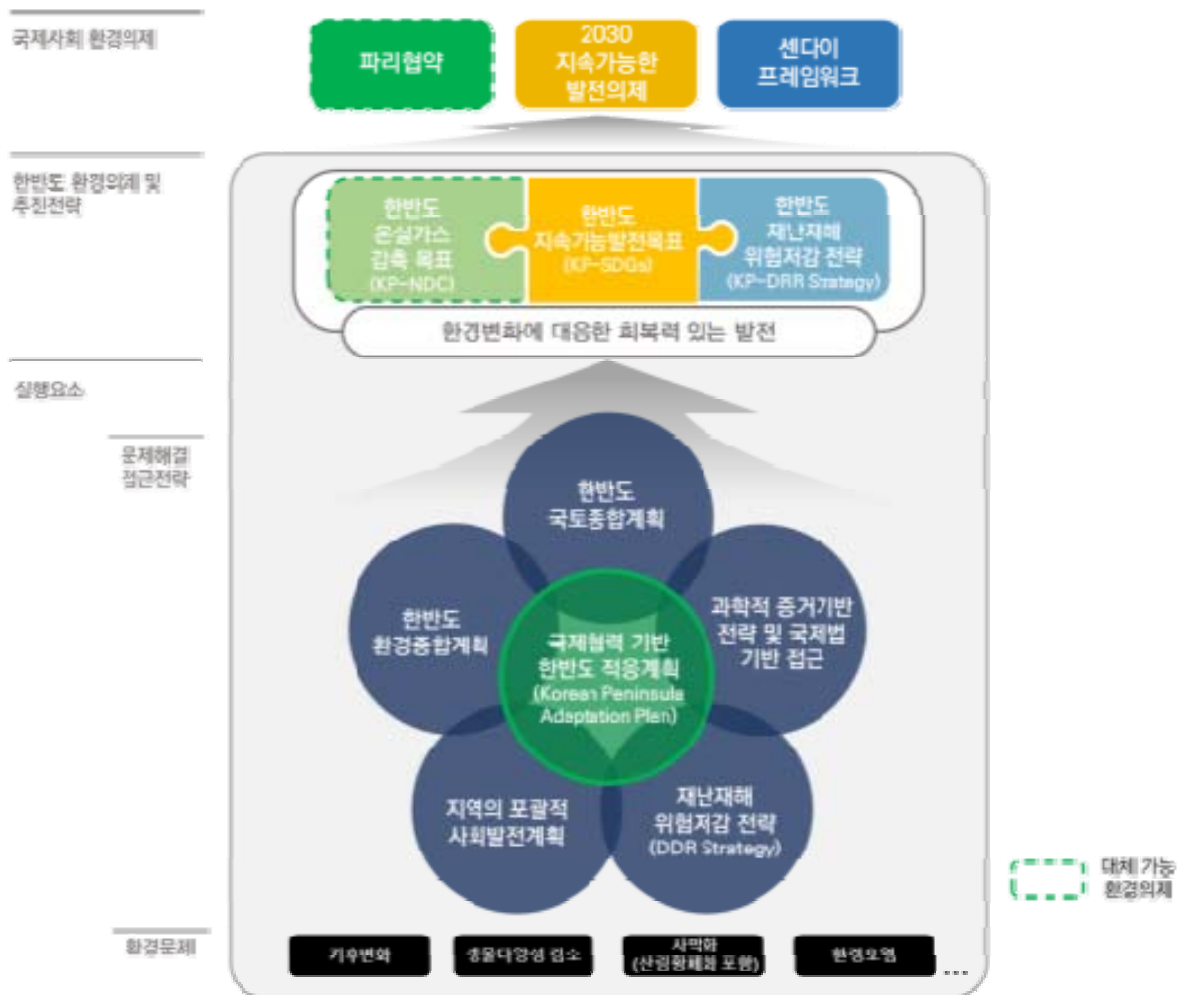 국제사회 환경의제
파리협약
2030
지속가능한
발전의제
센다이
프레임워크
한반도 환경의제 및
추진전략
한반도
온실가스
감축 목표
(KP-NDC)
한반도
지속가능발전목표
(KP-SDGs)
한반도
재난재해
위험저감 전략
(KP-DRR Strategy)
환경변화에 대응한 회복력 있는 발전
실행요소
문제해결
접근전략
한반도
국토종합계획
한반도
환경종합계획
과학적 증거기반
전략 및 국제법
기반 접근
국제협력 기반
한반도 적응계획
(Korean Peninsula
Adaptation Plan)
지역의 포괄적
사회발전계획
재난재해
위험저감 전략
(DDR Strategy)
대체 가능
환경의제
환경문제
기후변화
생물다양성 감소
사막화
(산림황폐화 포함)
환경오염
...